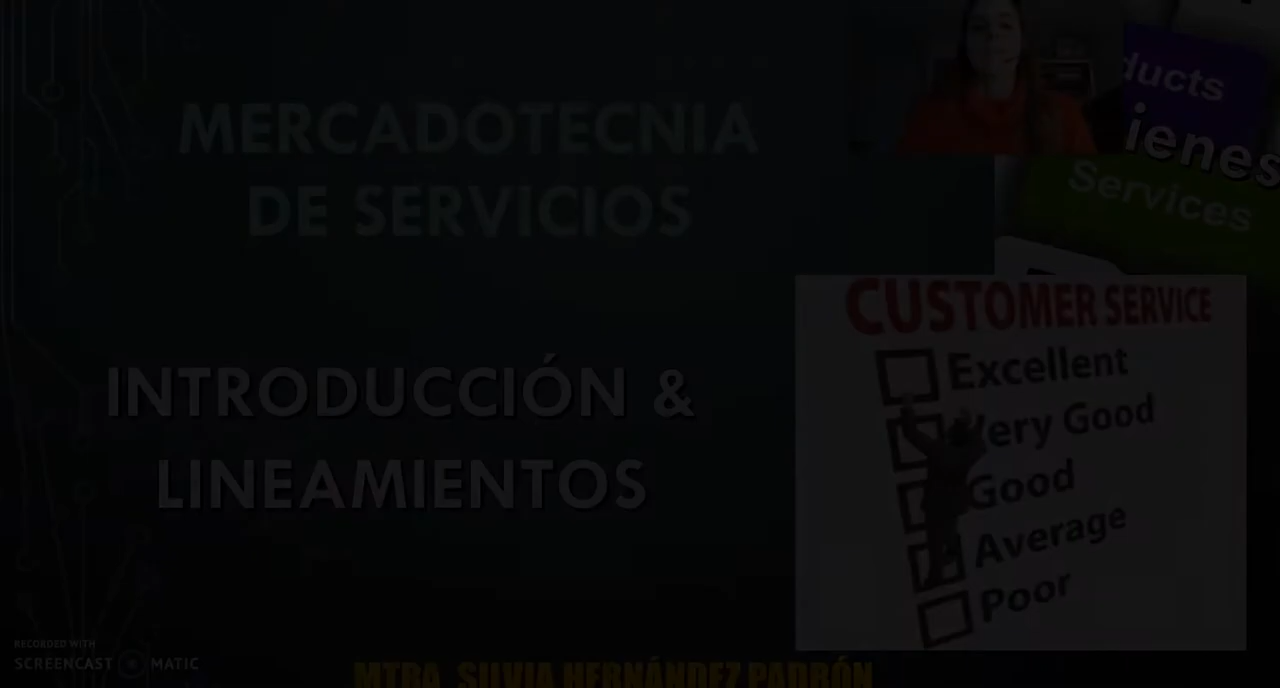 MERCADOTECNIA
DE SERVICIOS
INTRODUCCIÓN &
LINEAMIENTOS
ducts
ienes
Services
CUSTOMER SERVICE
Excellent
Very Good
Good
Average
Poor
RECORDED WITH
SCREENCAST MATIC
MTRA. SILVIA HERNÁNDEZ PADRÓN